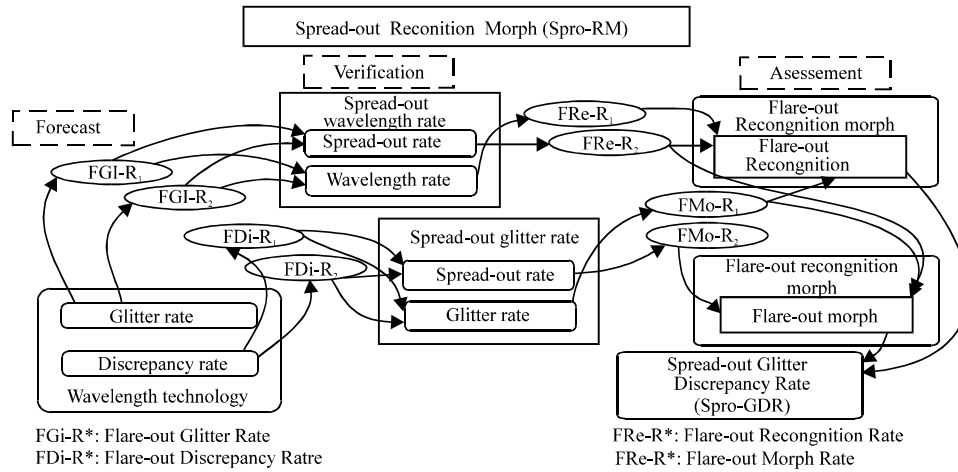 Spread-out Reconition Morph (Spro-RM)
Verification
Asessement
Forecast
Spread-out
wavelength rate
Spread-out rate
Wavelength rate
FRe-R1
FRe-R2
Flare-out
Recongnition morph
Flare-out
Recongnition
FGI-R1
FGI-R2
FDi-R1
FDi-R2
Spread-out glitter rate
Spread-out rate
Glitter rate
FMo-R1
FMo-R2
Flare-out recongnition
morph
Flare-out morph
Glitter rate
Discrepancy rate
Wavelength technology
Spread-out Glitter
Discrepancy Rate
(Spro-GDR)
FGi-R*: Flare-out Glitter Rate
FDi-R*: Flare-out Discrepancy Ratre
FRe-R*: Flare-out Recongnition Rate
FRe-R*: Flare-out Morph Rate